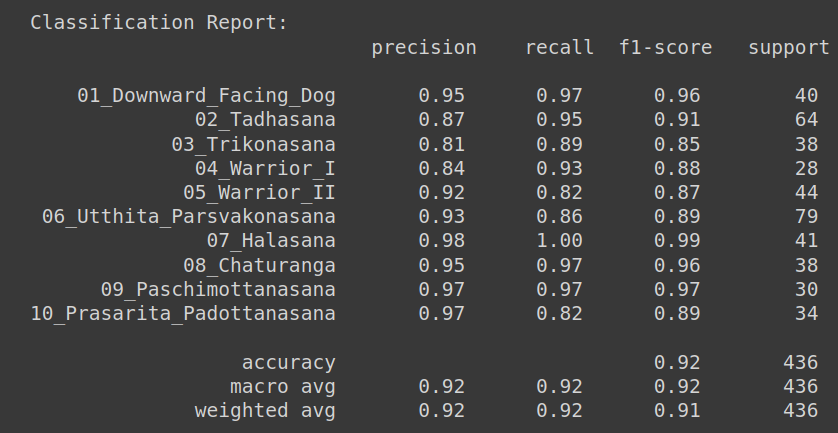 Classification Report:
precision recall f1-score support
01_Downward_Facing_Dog 0.95 0.97 0.96 40
02_Tadhasana 0.87 0.95 0.91 64
03_Trikonasana 0.81 0.89 0.85 38
04_Warrior_I 0.84 0.93 0.88 28
05_Warrior_II 0.92 0.82 0.87 44
06_Utthita_Parsvakonasana 0.93 0.86 0.89 79
07_Halasana 0.98 1.00 0.99 41
08_Chaturanga 0.95 0.97 0.96 38
09_Paschimottanasana 0.97 0.97 0.97 30
10_Prasarita_Padottanasana 0.97 0.82 0.89 34
accuracy 0.92 436
macro avg 0.92 0.92 0.92 436
weighted avg 0.92 0.92 0.91 436